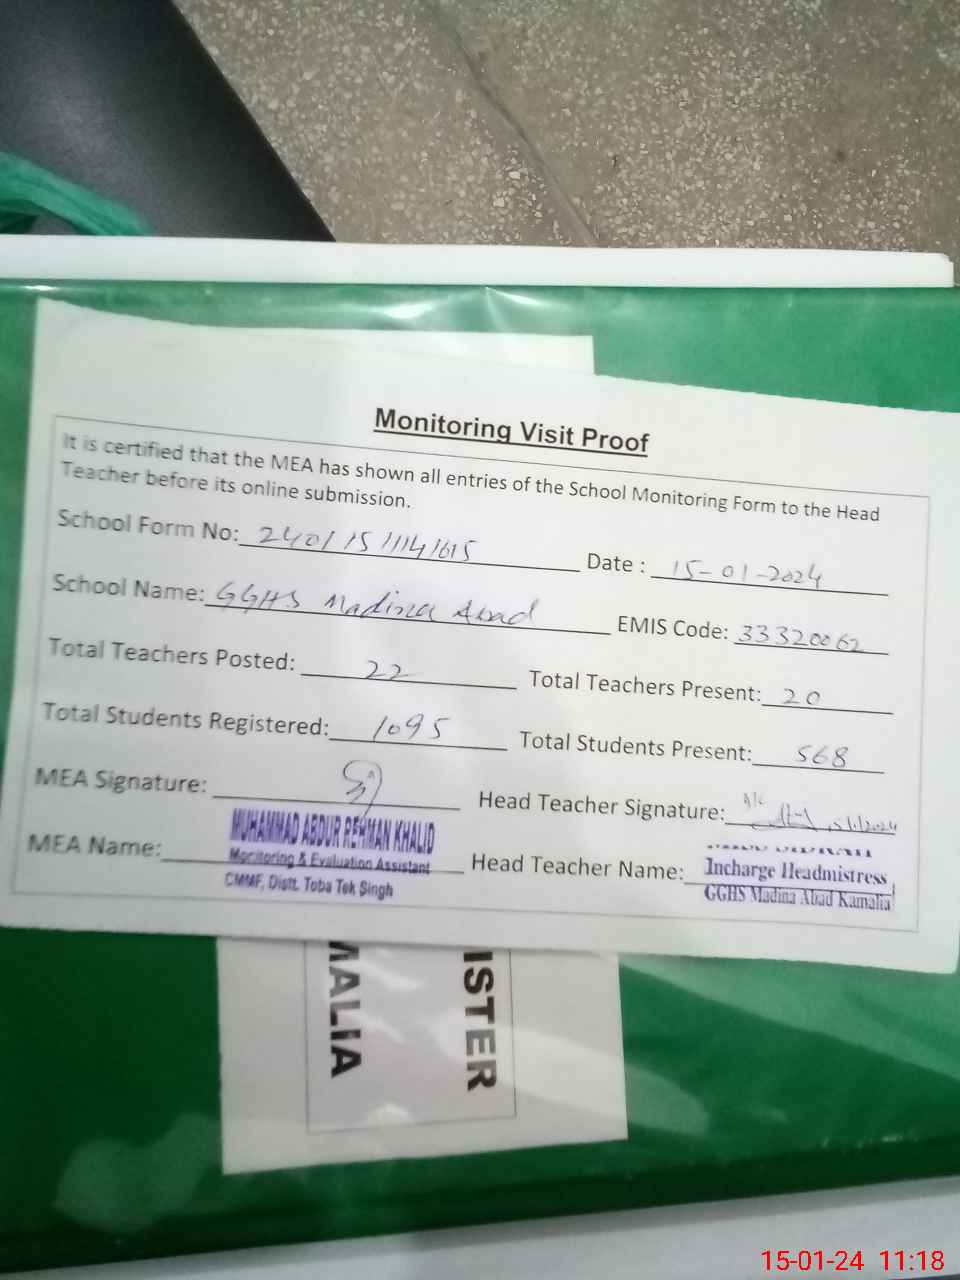 Monitoring Visit Proof
It is certified that the MEA has shown all entries of the School Monitoring Form to the Head
Teacher before its online submission.
School Form No: 240115111141615 Date : 15-01-2024
School Name: GGHS Madina Abad EMIS Code: 33320062
Total Teachers Posted: 22 Total Teachers Present: 20
Total Students Registered: 1095 Total Students Present: 568
MEA Signature: Head Teacher Signature:
MUHAMMAD ABDUR REHMAN KHALID
MEA Name: Monitoring & Evaluation Assistant Head Teacher Name: Incharge Headmistress
CMMF, Distt. Toba Tek Singh GGHS Madina Abad Kamalia
ISTER
MALIA
15-01-24 11:18